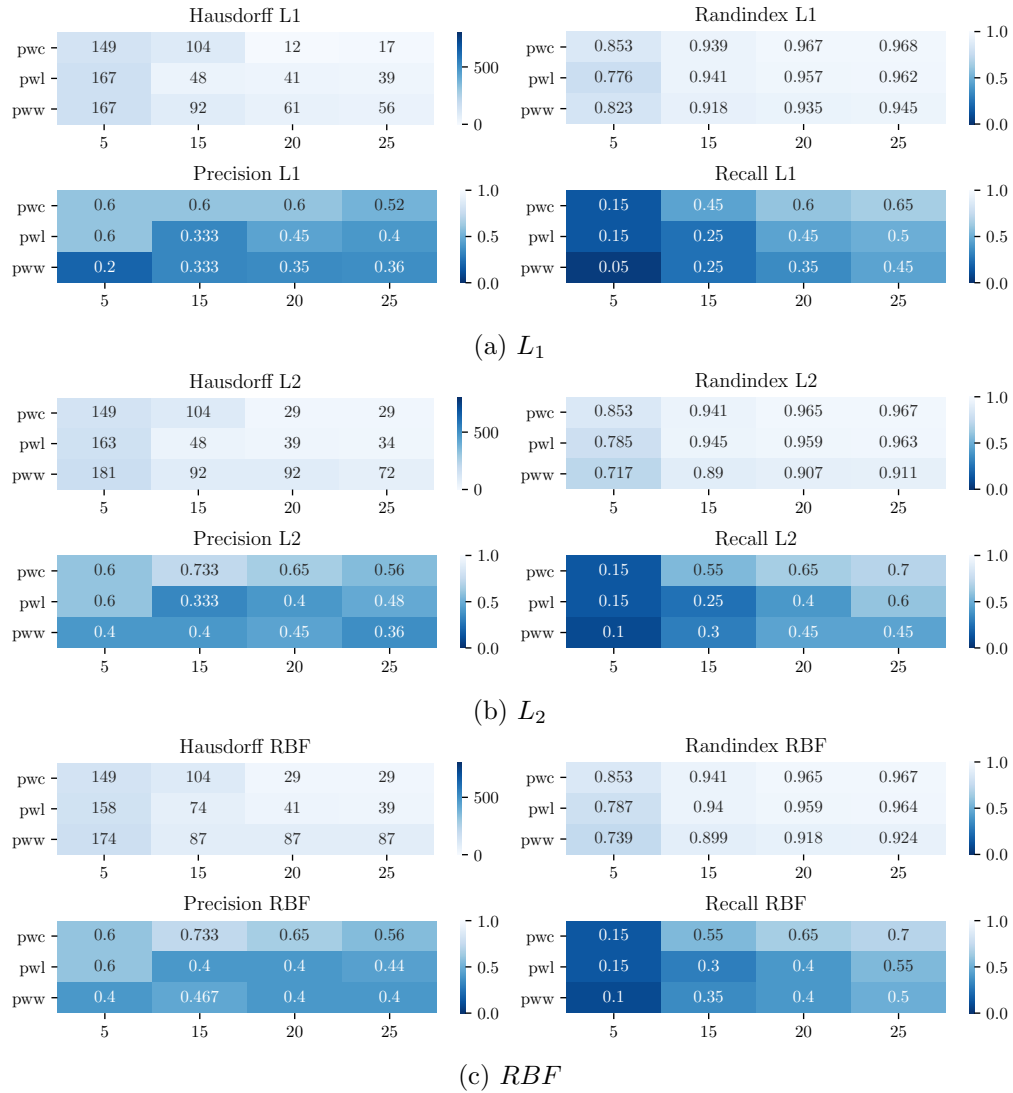 Hausdorff L1
pwc 149 104 12 17
pwl 167 48 41 39
pww 167 92 61 56
5 15 20 25
500
0
Randindex L1
0.853 0.939 0.967 0.968
0.776 0.941 0.957 0.962
0.823 0.918 0.935 0.945
5 15 20 25
1.0
0.5
0.0
Precision L1
pwc 0.6 0.6 0.6 0.52
pwl 0.6 0.333 0.45 0.4
pww 0.2 0.333 0.35 0.36
5 15 20 25
1.0
0.5
0.0
Recall L1
0.15 0.45 0.6 0.65
0.15 0.25 0.45 0.5
0.05 0.25 0.35 0.45
5 15 20 25
1.0
0.5
0.0
(a) L1
Hausdorff L2
pwc 149 104 29 29
pwl 163 48 39 34
pww 181 92 92 72
5 15 20 25
500
0
Randindex L2
0.853 0.941 0.965 0.967
0.785 0.945 0.959 0.963
0.717 0.89 0.907 0.911
5 15 20 25
1.0
0.5
0.0
Precision L2
pwc 0.6 0.733 0.65 0.56
pwl 0.6 0.333 0.4 0.48
pww 0.4 0.4 0.45 0.36
5 15 20 25
1.0
0.5
0.0
Recall L2
0.15 0.55 0.65 0.7
0.15 0.25 0.4 0.6
0.1 0.3 0.45 0.45
5 15 20 25
1.0
0.5
0.0
(b) L2
Hausdorff RBF
pwc 149 104 29 29
pwl 158 74 41 39
pww 174 87 87 87
5 15 20 25
500
0
Randindex RBF
0.853 0.941 0.965 0.967
0.787 0.94 0.959 0.964
0.739 0.899 0.918 0.924
5 15 20 25
1.0
0.5
0.0
Precision RBF
pwc 0.6 0.733 0.65 0.56
pwl 0.6 0.4 0.4 0.44
pww 0.4 0.467 0.4 0.4
5 15 20 25
1.0
0.5
0.0
Recall RBF
0.15 0.55 0.65 0.7
0.15 0.3 0.4 0.55
0.1 0.35 0.4 0.5
5 15 20 25
1.0
0.5
0.0
(c) RBF